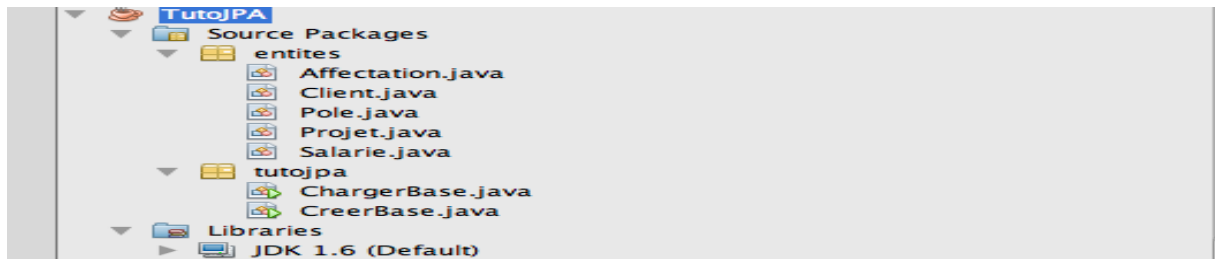 TutoJPA
Source Packages
entites
Affectation.java
Client.java
Pole.java
Projet.java
Salarie.java
tutojpa
ChargerBase.java
CreerBase.java
Libraries
JDK 1.6 (Default)